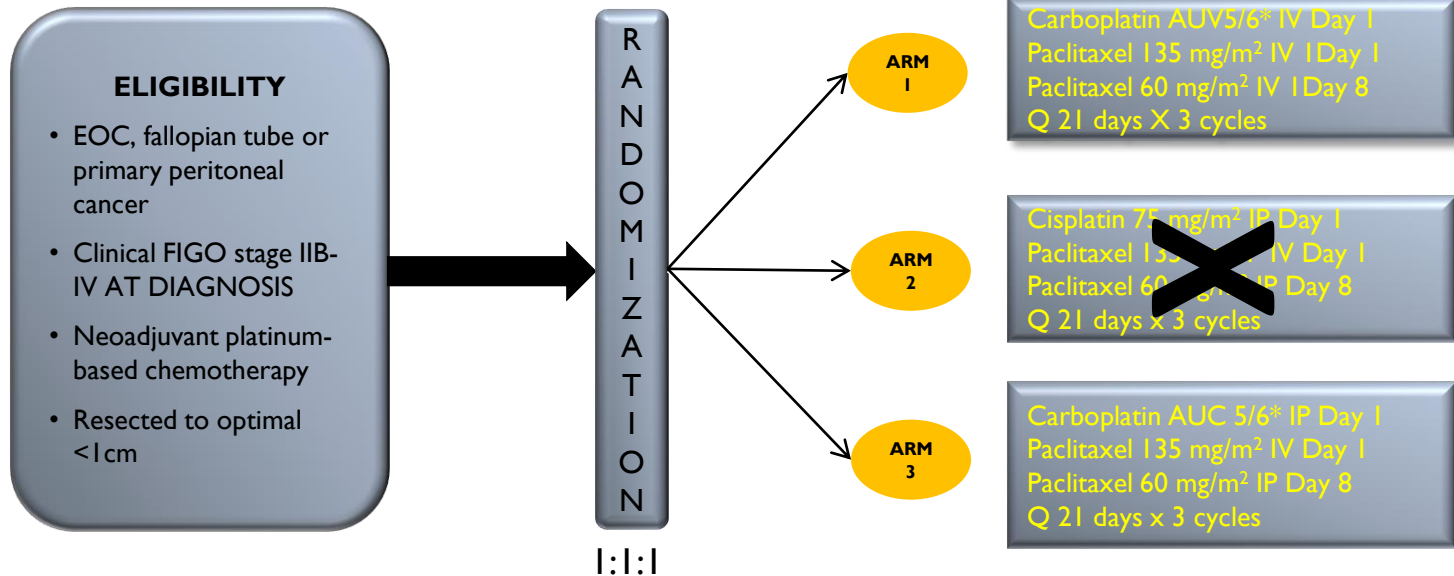 ELIGIBILITY
• EOC, fallopian tube or
primary peritoneal
cancer
• Clinical FIGO stage IIB-
IV AT DIAGNOSIS
• Neoadjuvant platinum-
based chemotherapy
• Resected to optimal
<1cm
RANDOMIZATION
1:1:1
ARM
1
Carboplatin AUV5/6* IV Day 1
Paclitaxel 135 mg/m² IV 1Day 1
Paclitaxel 60 mg/m² IV 1Day 8
Q 21 days X 3 cycles
ARM
2
Cisplatin 75 mg/m² IP Day 1
Paclitaxel IV Day 1
Paclitaxel 60 IP Day 8
Q 21 days x 3 cycles
ARM
3
Carboplatin AUC 5/6* IP Day 1
Paclitaxel 135 mg/m² IV Day 1
Paclitaxel 60 mg/m² IP Day 8
Q 21 days x 3 cycles